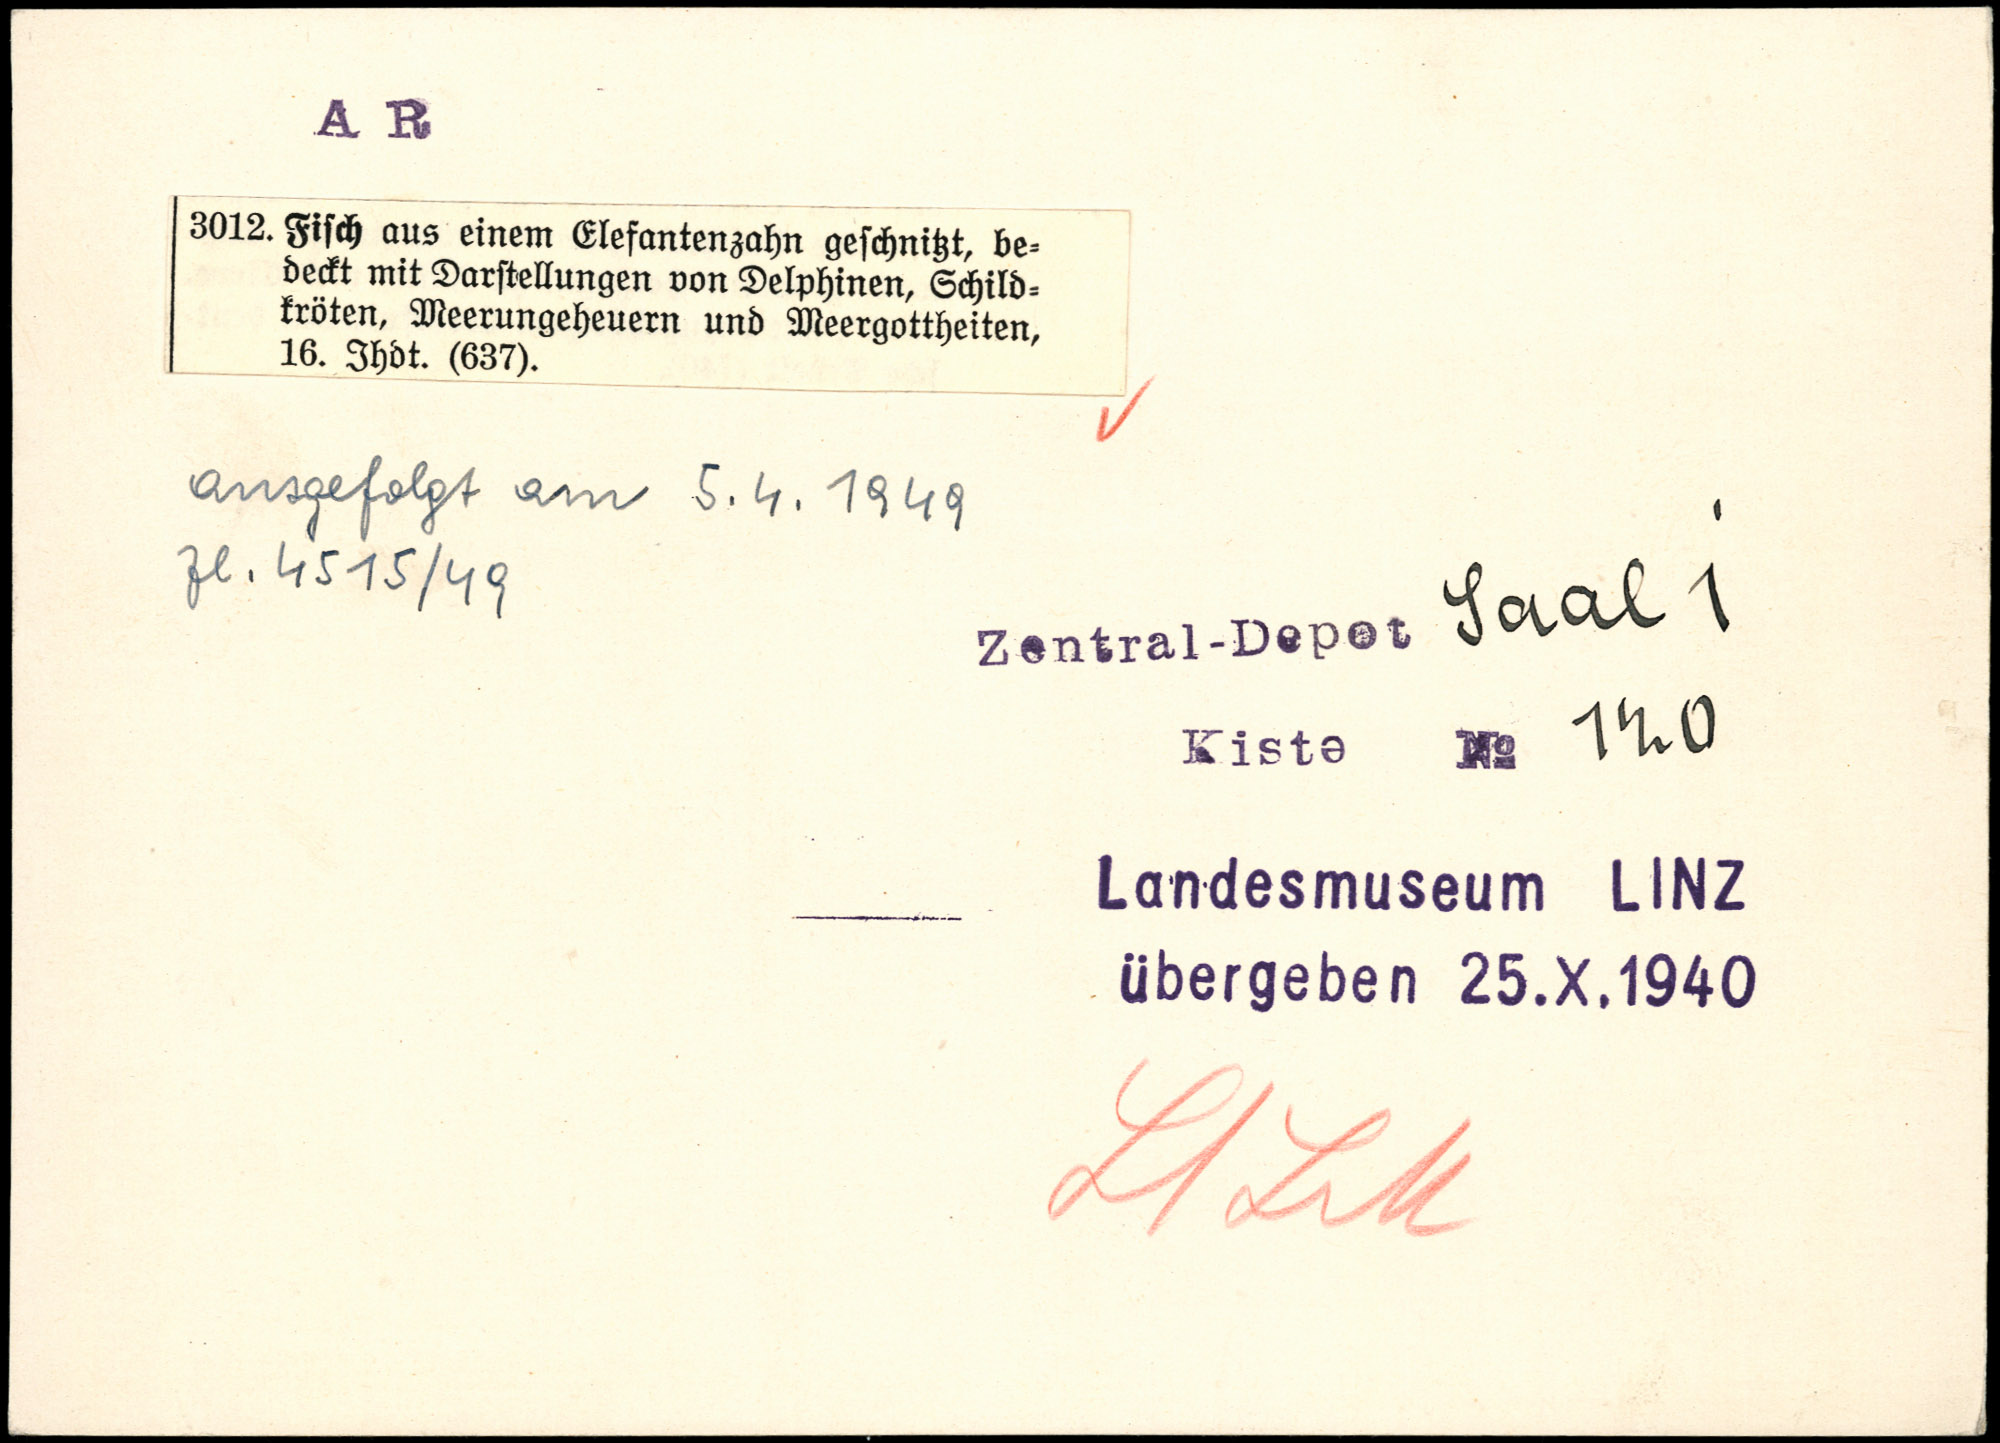 A R
3012. Fisch aus einem Elefantenzahn geschnitzt, be=
deckt mit Darstellungen von Delphinen, Schild=
kröten, Meerungeheuern und Meergottheiten,
16. Jhdt. (637).
ausgefolgt am 5.4.1949
Zl. 4515/49
Zentral-Depot Saal I
Kiste № 120
Landesmuseum LINZ
übergeben 25.X.1940